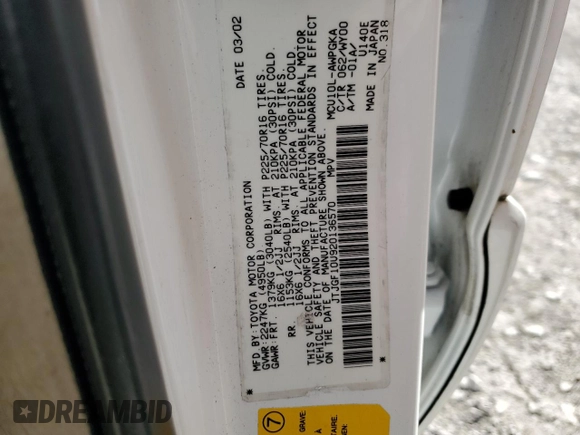 MFD BY:TOYOTA MOTOR CORPORATION DATE 03/02
GVWR:2247KG (4950LB)
GAWR:FRT. 1379KG (3040LB) WITH P225/70R16 TIRES.
16X6 1/2JJ RIMS. AT 210KPA (30PSI) COLD.
RR. 1153KG (2540LB) WITH P225/70R16 TIRES.
16X6 1/2JJ RIMS. AT 210KPA (30PSI) COLD.
THIS VEHICLE CONFORMS TO ALL APPLICABLE FEDERAL MOTOR
VEHICLE SAFETY AND THEFT PREVENTION STANDARDS IN EFFECT
ON THE DATE OF MANUFACTURE SHOWN ABOVE.
* JTJGF10U920136570 * MPV
MCU10L-AWPGKA
C/TR 062/WY00
A/TM -01A/ U140E
MADE IN JAPAN
NO.318
7
GRAVE:
À
DREAMBID